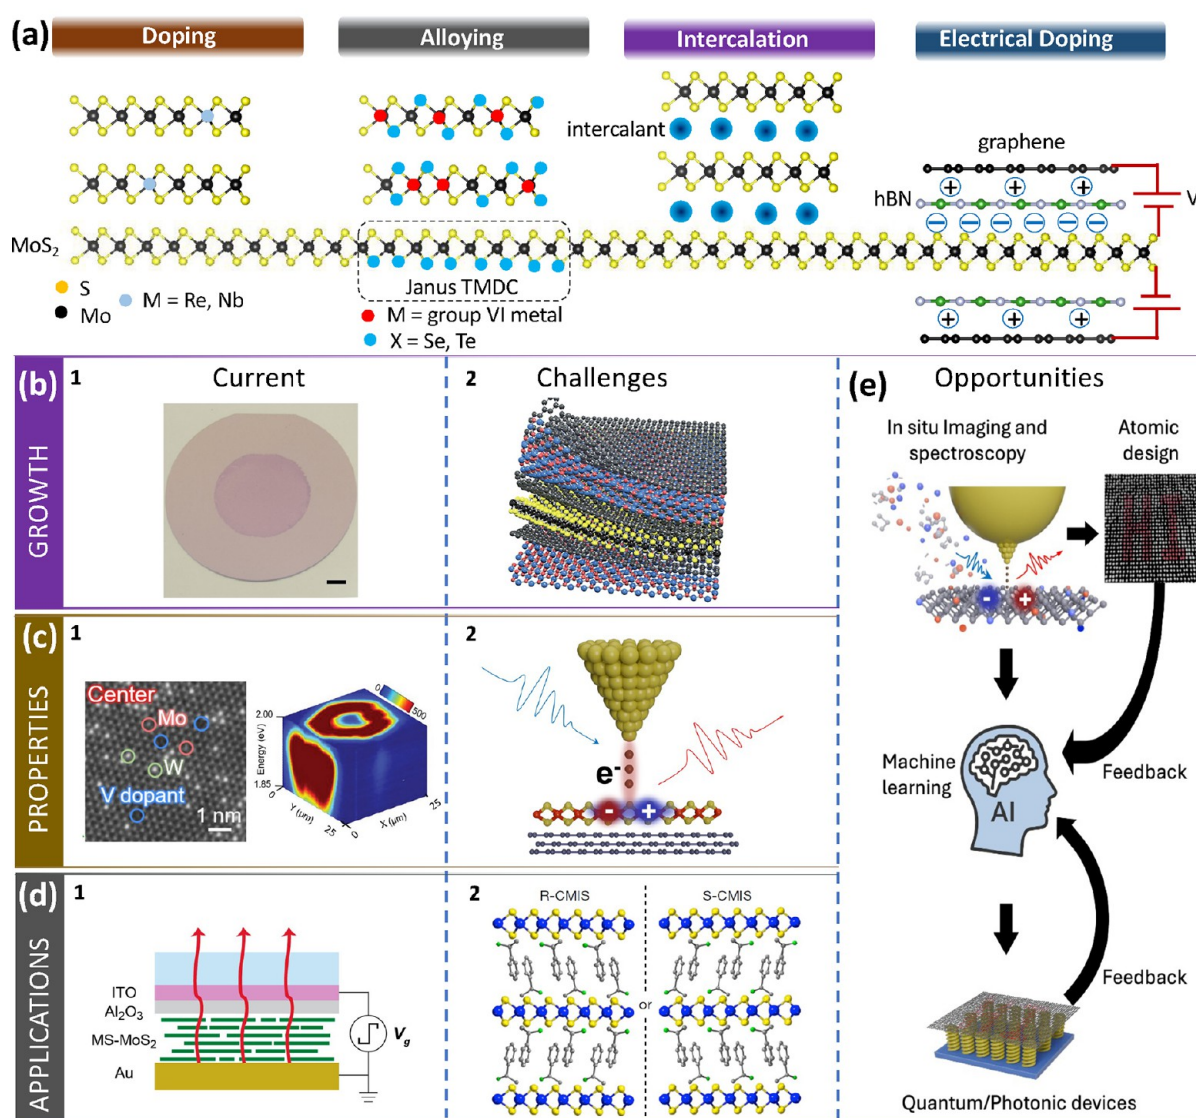 (a)
Doping
Alloying
Intercalation
Electrical Doping
intercalant
graphene
hBN
V
MoS₂
S
Mo
M = Re, Nb
Janus TMDC
M = group VI metal
X = Se, Te
+ + +
− − − − − −
+ + +
(b)
GROWTH
1
Current
2
Challenges
(c)
PROPERTIES
1
Center
Mo
W
V dopant
1 nm
0
500
2.00
Energy (eV)
1.85
0
Y (μm)
25
0
X (μm)
25
2
e⁻
- +
(d)
APPLICATIONS
1
ITO
Al₂O₃
MS-MoS₂
Au
Vg
2
R-CMIS
S-CMIS
or
(e)
Opportunities
In situ Imaging and
spectroscopy
Atomic
design
HI
- +
Machine
learning
AI
Feedback
Feedback
Quantum/Photonic devices